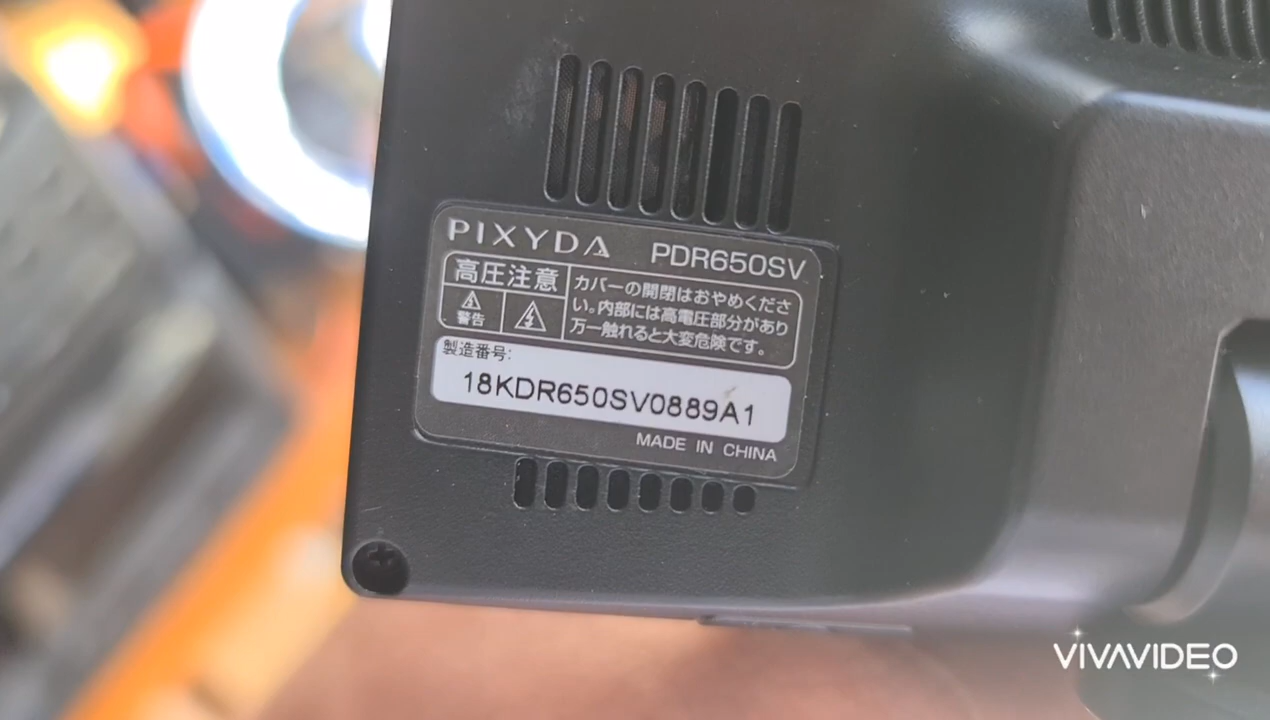 PIXYDA PDR650SV
高圧注意
警告
カバーの開閉はおやめくださ
い。内部には高電圧部分があり
万一触れると大変危険です。
製造番号:
18KDR650SV0889A1
MADE IN CHINA
VIVAVIDEO